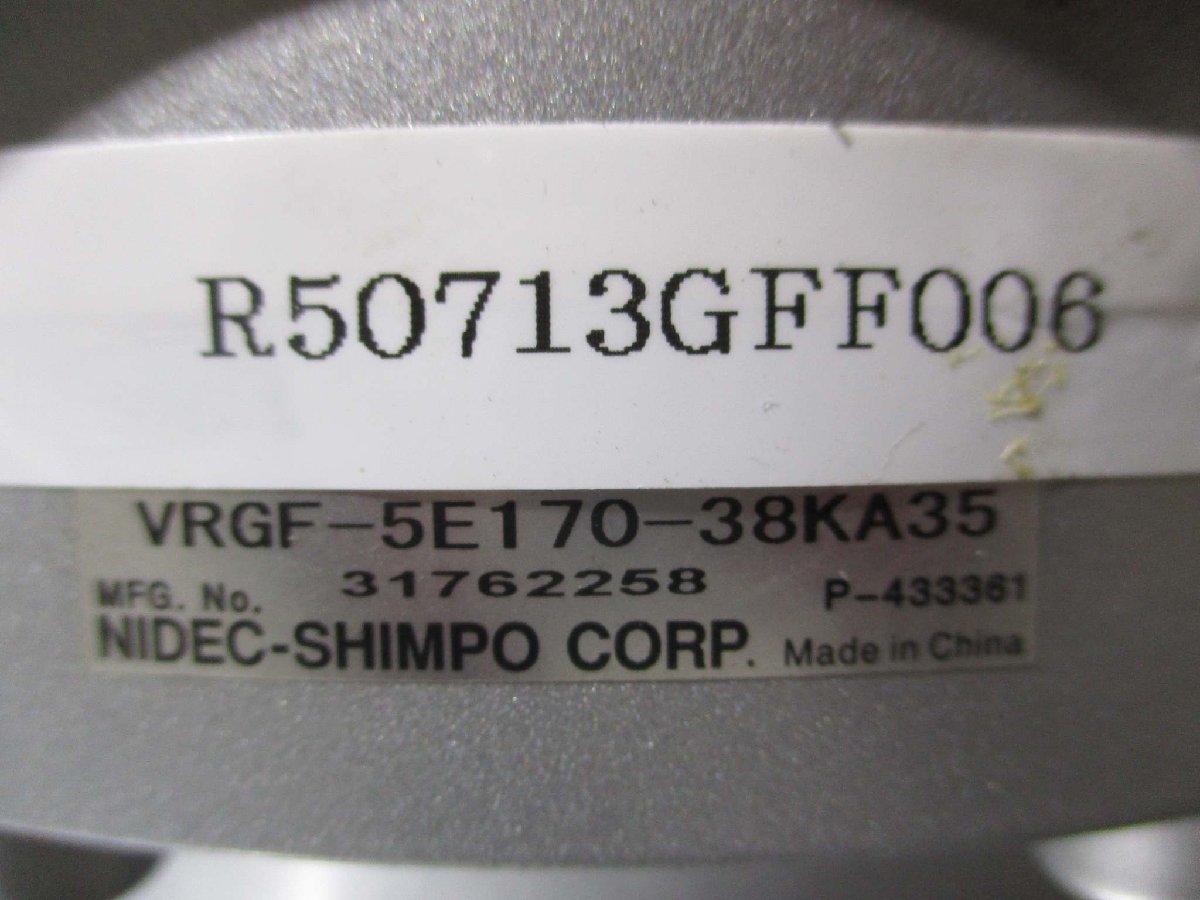 R50713GFF006
VRGF-5E170-38KA35
MFG. No. 31762258 P-433361
NIDEC-SHIMPO CORP. Made in China